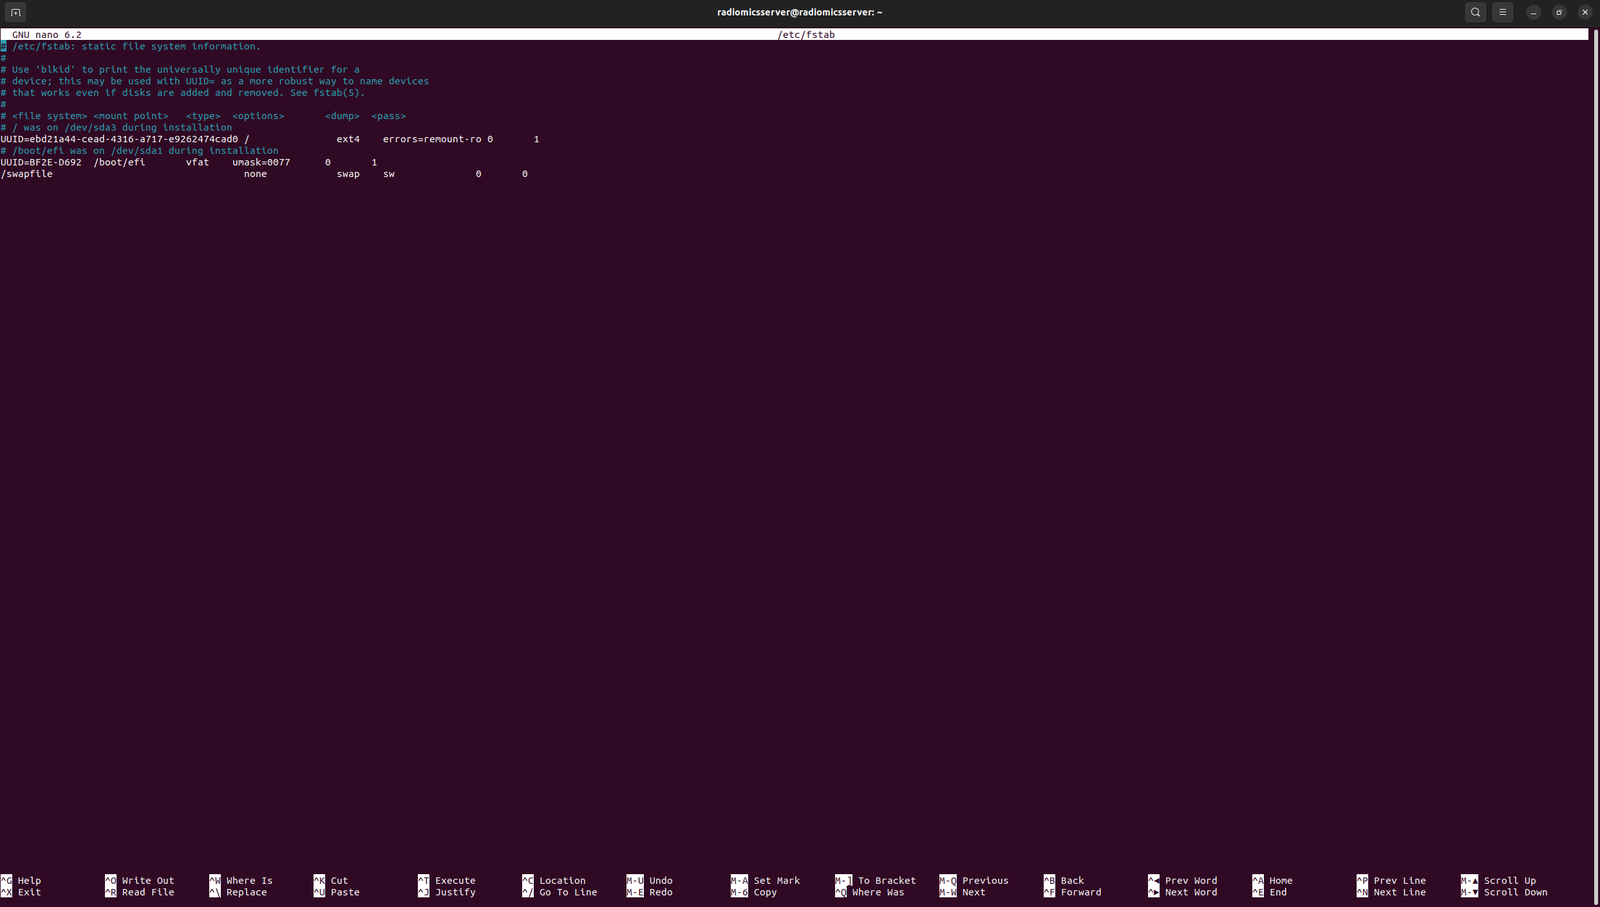 radiomicsserver@radiomicsserver: ~
GNU nano 6.2 /etc/fstab
# /etc/fstab: static file system information.
#
# Use 'blkid' to print the universally unique identifier for a
# device; this may be used with UUID= as a more robust way to name devices
# that works even if disks are added and removed. See fstab(5).
#
# <file system> <mount point>   <type>  <options>       <dump>  <pass>
# / was on /dev/sda3 during installation
UUID=ebd21a44-cead-4316-a717-e9262474cad0 /               ext4    errors=remount-ro 0       1
# /boot/efi was on /dev/sda1 during installation
UUID=BF2E-D692  /boot/efi       vfat    umask=0077      0       1
/swapfile                                 none            swap    sw              0       0
^G Help ^O Write Out ^W Where Is ^K Cut ^T Execute ^C Location M-U Undo M-A Set Mark M-] To Bracket M-Q Previous ^B Back ^◀ Prev Word ^A Home ^P Prev Line M-▲ Scroll Up
^X Exit ^R Read File ^\ Replace ^U Paste ^J Justify ^/ Go To Line M-E Redo M-6 Copy ^Q Where Was M-W Next ^F Forward ^▶ Next Word ^E End ^N Next Line M-▼ Scroll Down